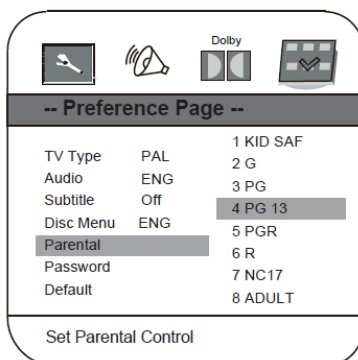 Dolby
-- Preference Page --
TV Type PAL
Audio ENG
Subtitle Off
Disc Menu ENG
Parental
Password
Default
1 KID SAF
2 G
3 PG
4 PG 13
5 PGR
6 R
7 NC17
8 ADULT
Set Parental Control